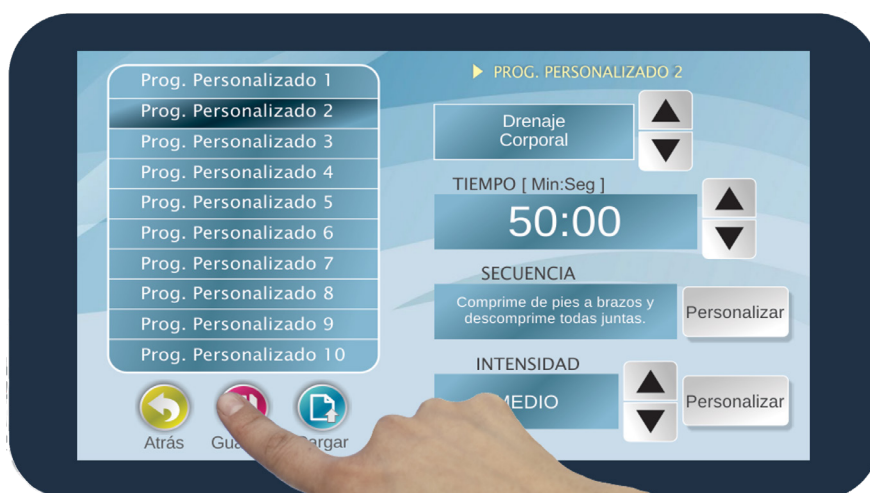 Prog. Personalizado 1
Prog. Personalizado 2
Prog. Personalizado 3
Prog. Personalizado 4
Prog. Personalizado 5
Prog. Personalizado 6
Prog. Personalizado 7
Prog. Personalizado 8
Prog. Personalizado 9
Prog. Personalizado 10
Atrás
PROG. PERSONALIZADO 2
Drenaje
Corporal
TIEMPO [ Min:Seg ]
50:00
SECUENCIA
Comprime de pies a brazos y
descomprime todas juntas.
Personalizar
INTENSIDAD
MEDIO
Personalizar